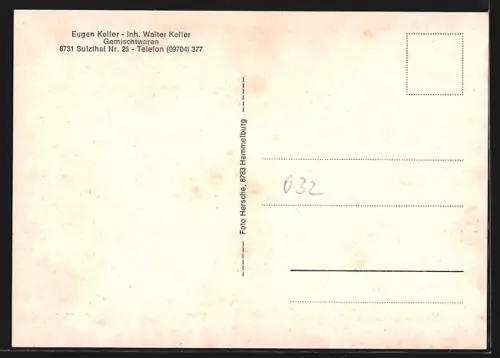 Eugen Keller - Inh. Walter Keller
Gemischtwaren
8731 Sulzthal Nr. 25 - Telefon (09704) 377
Foto Hersche, 8783 Hammelburg
032